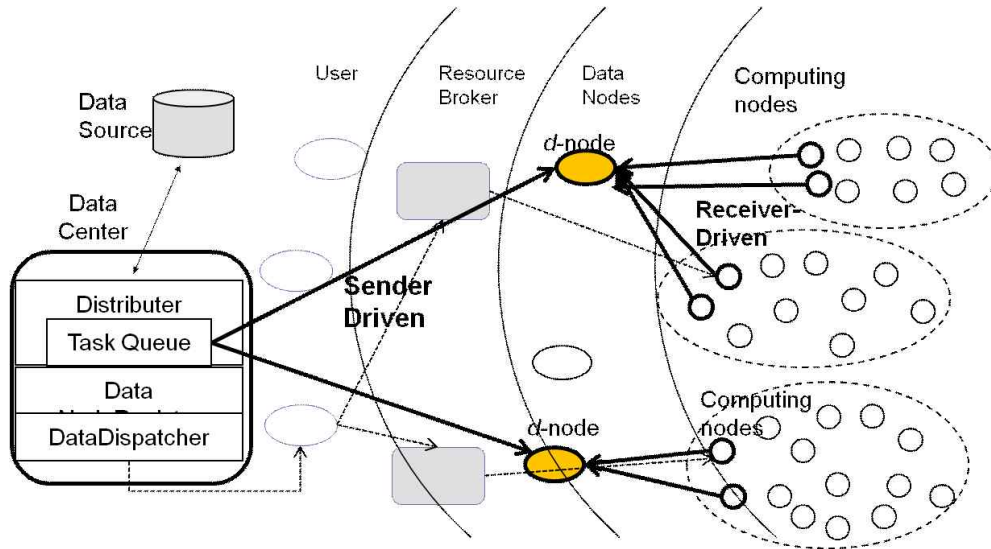 User
Resource
Broker
Data
Nodes
Computing
nodes
Data
Source
d-node
Data
Center
Receiver-
Driven
Sender
Driven
Distributer
Task Queue
Data
DataDispatcher
d-node
Computing
nodes